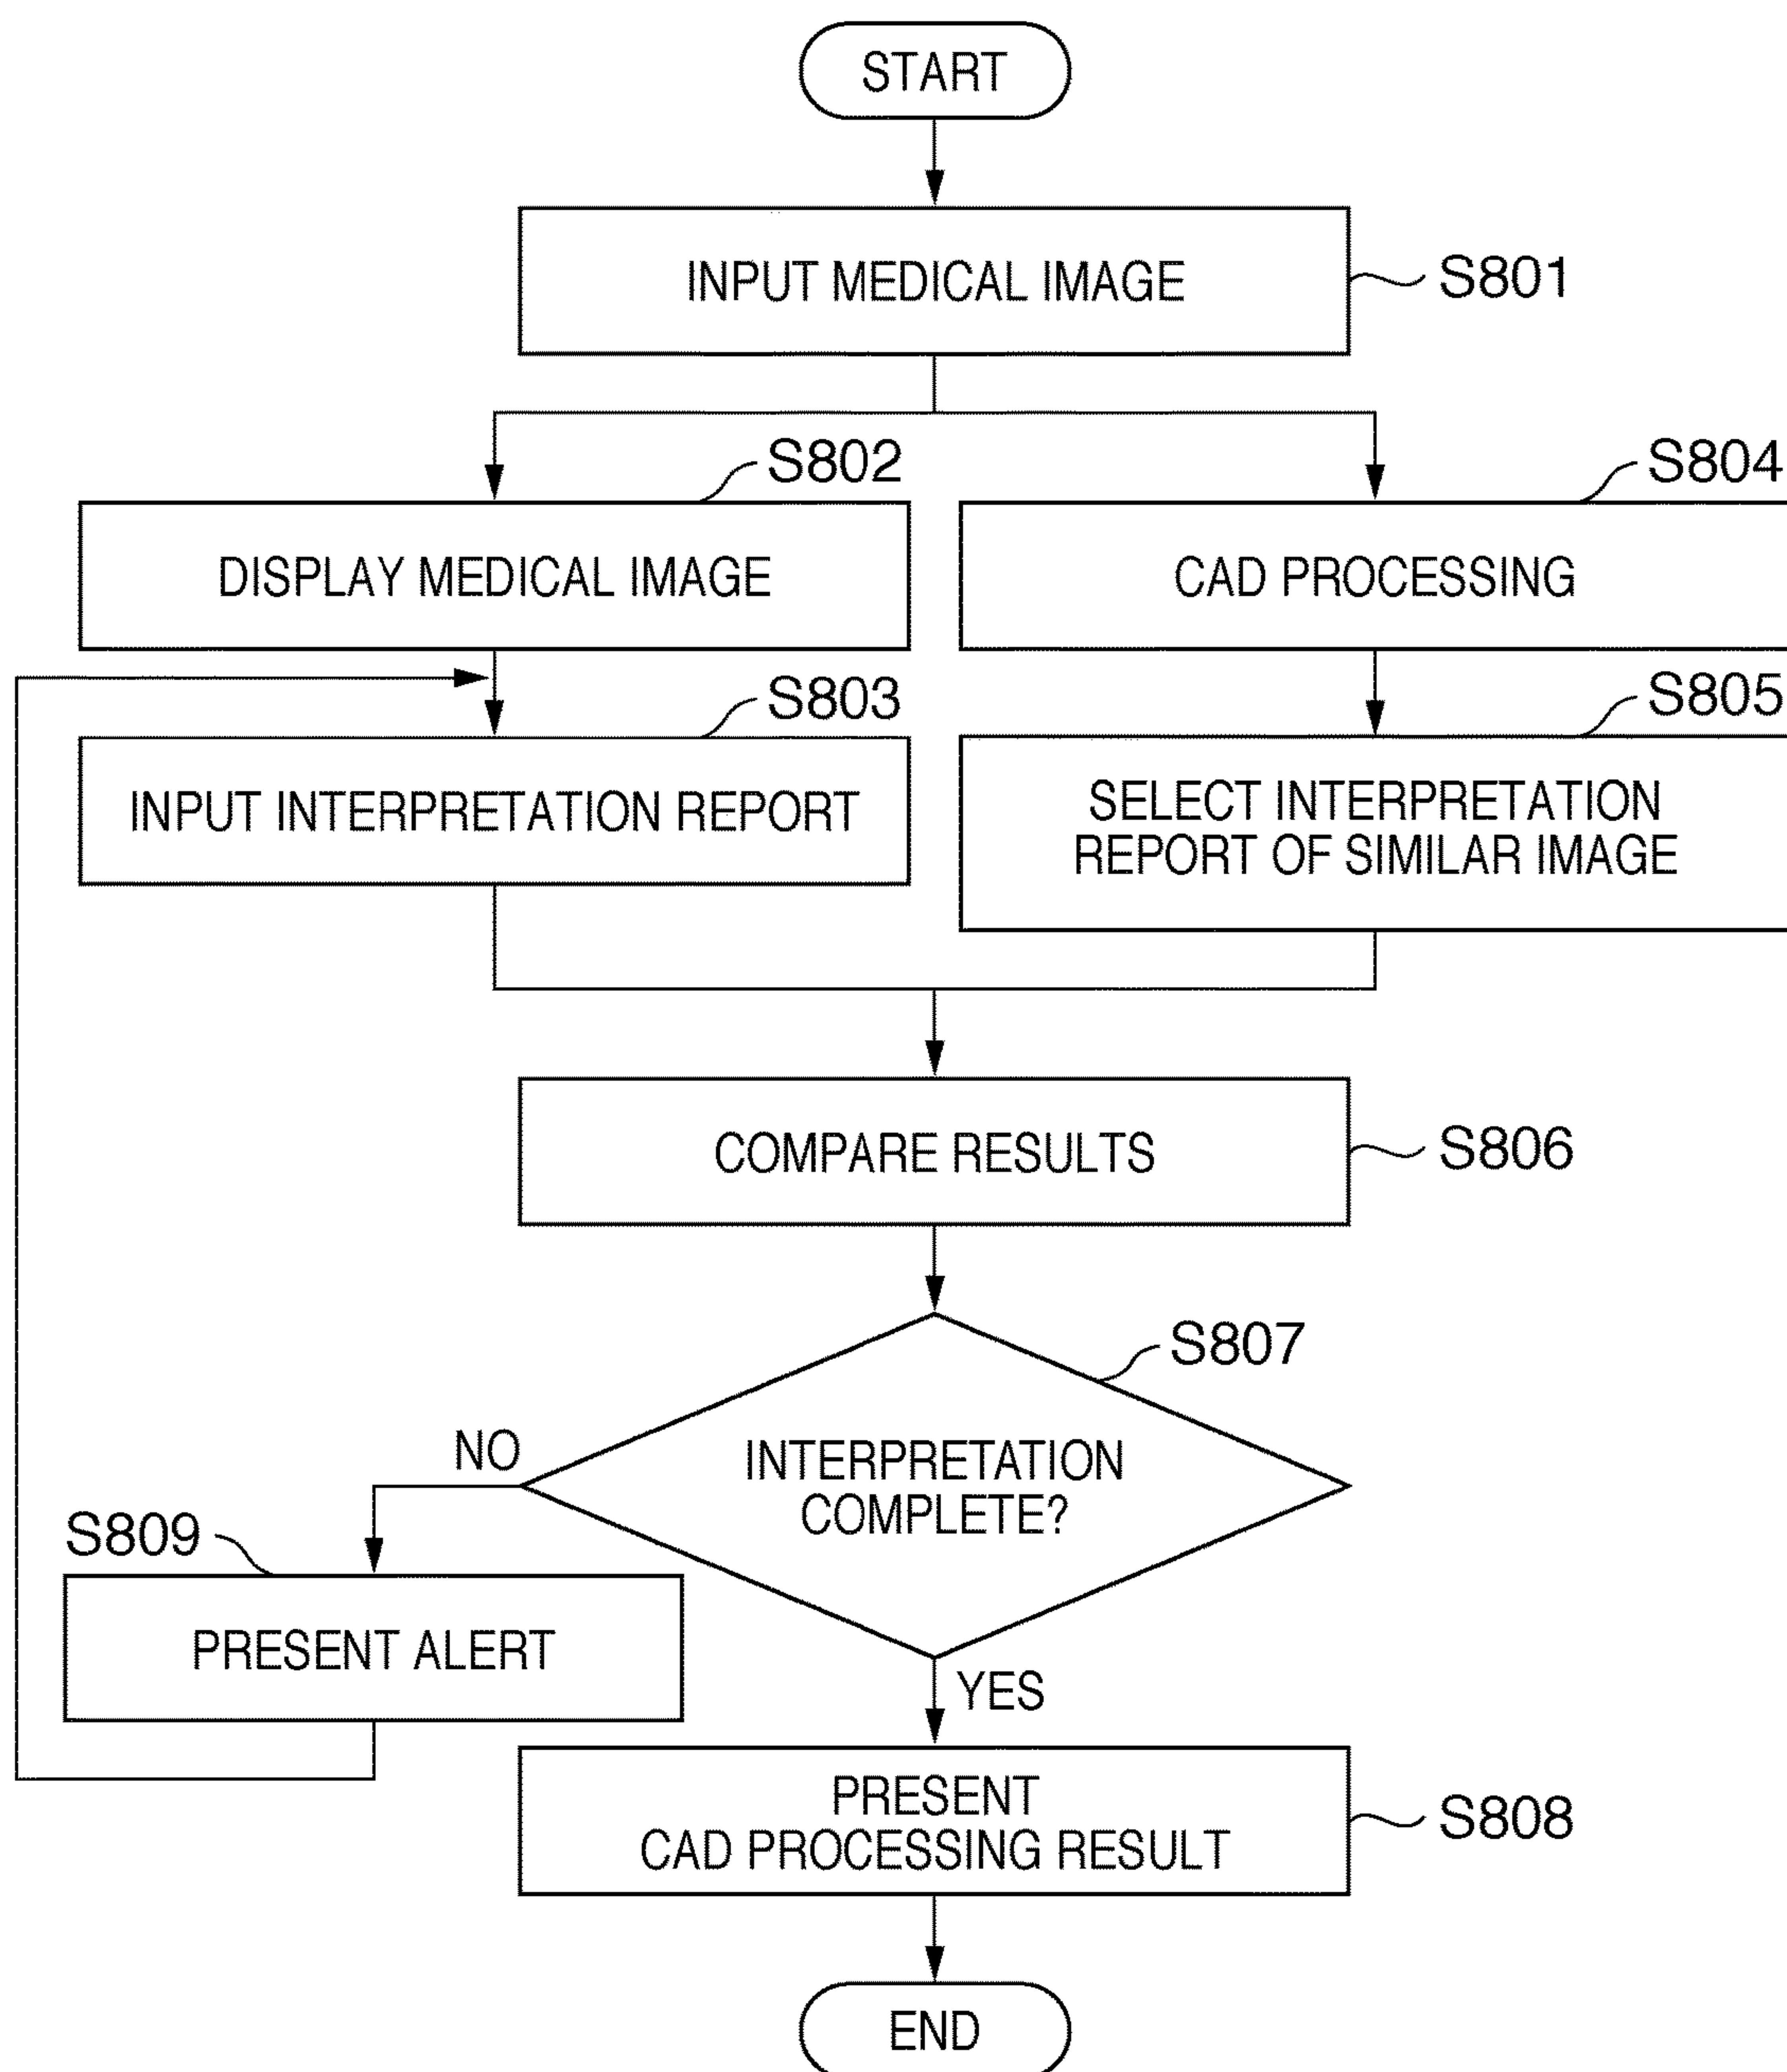 START
INPUT MEDICAL IMAGE
S801
S802
S804
DISPLAY MEDICAL IMAGE
CAD PROCESSING
S803
S805
INPUT INTERPRETATION REPORT
SELECT INTERPRETATION
REPORT OF SIMILAR IMAGE
COMPARE RESULTS
S806
S807
INTERPRETATION
COMPLETE?
NO
S809
PRESENT ALERT
YES
PRESENT
CAD PROCESSING RESULT
S808
END